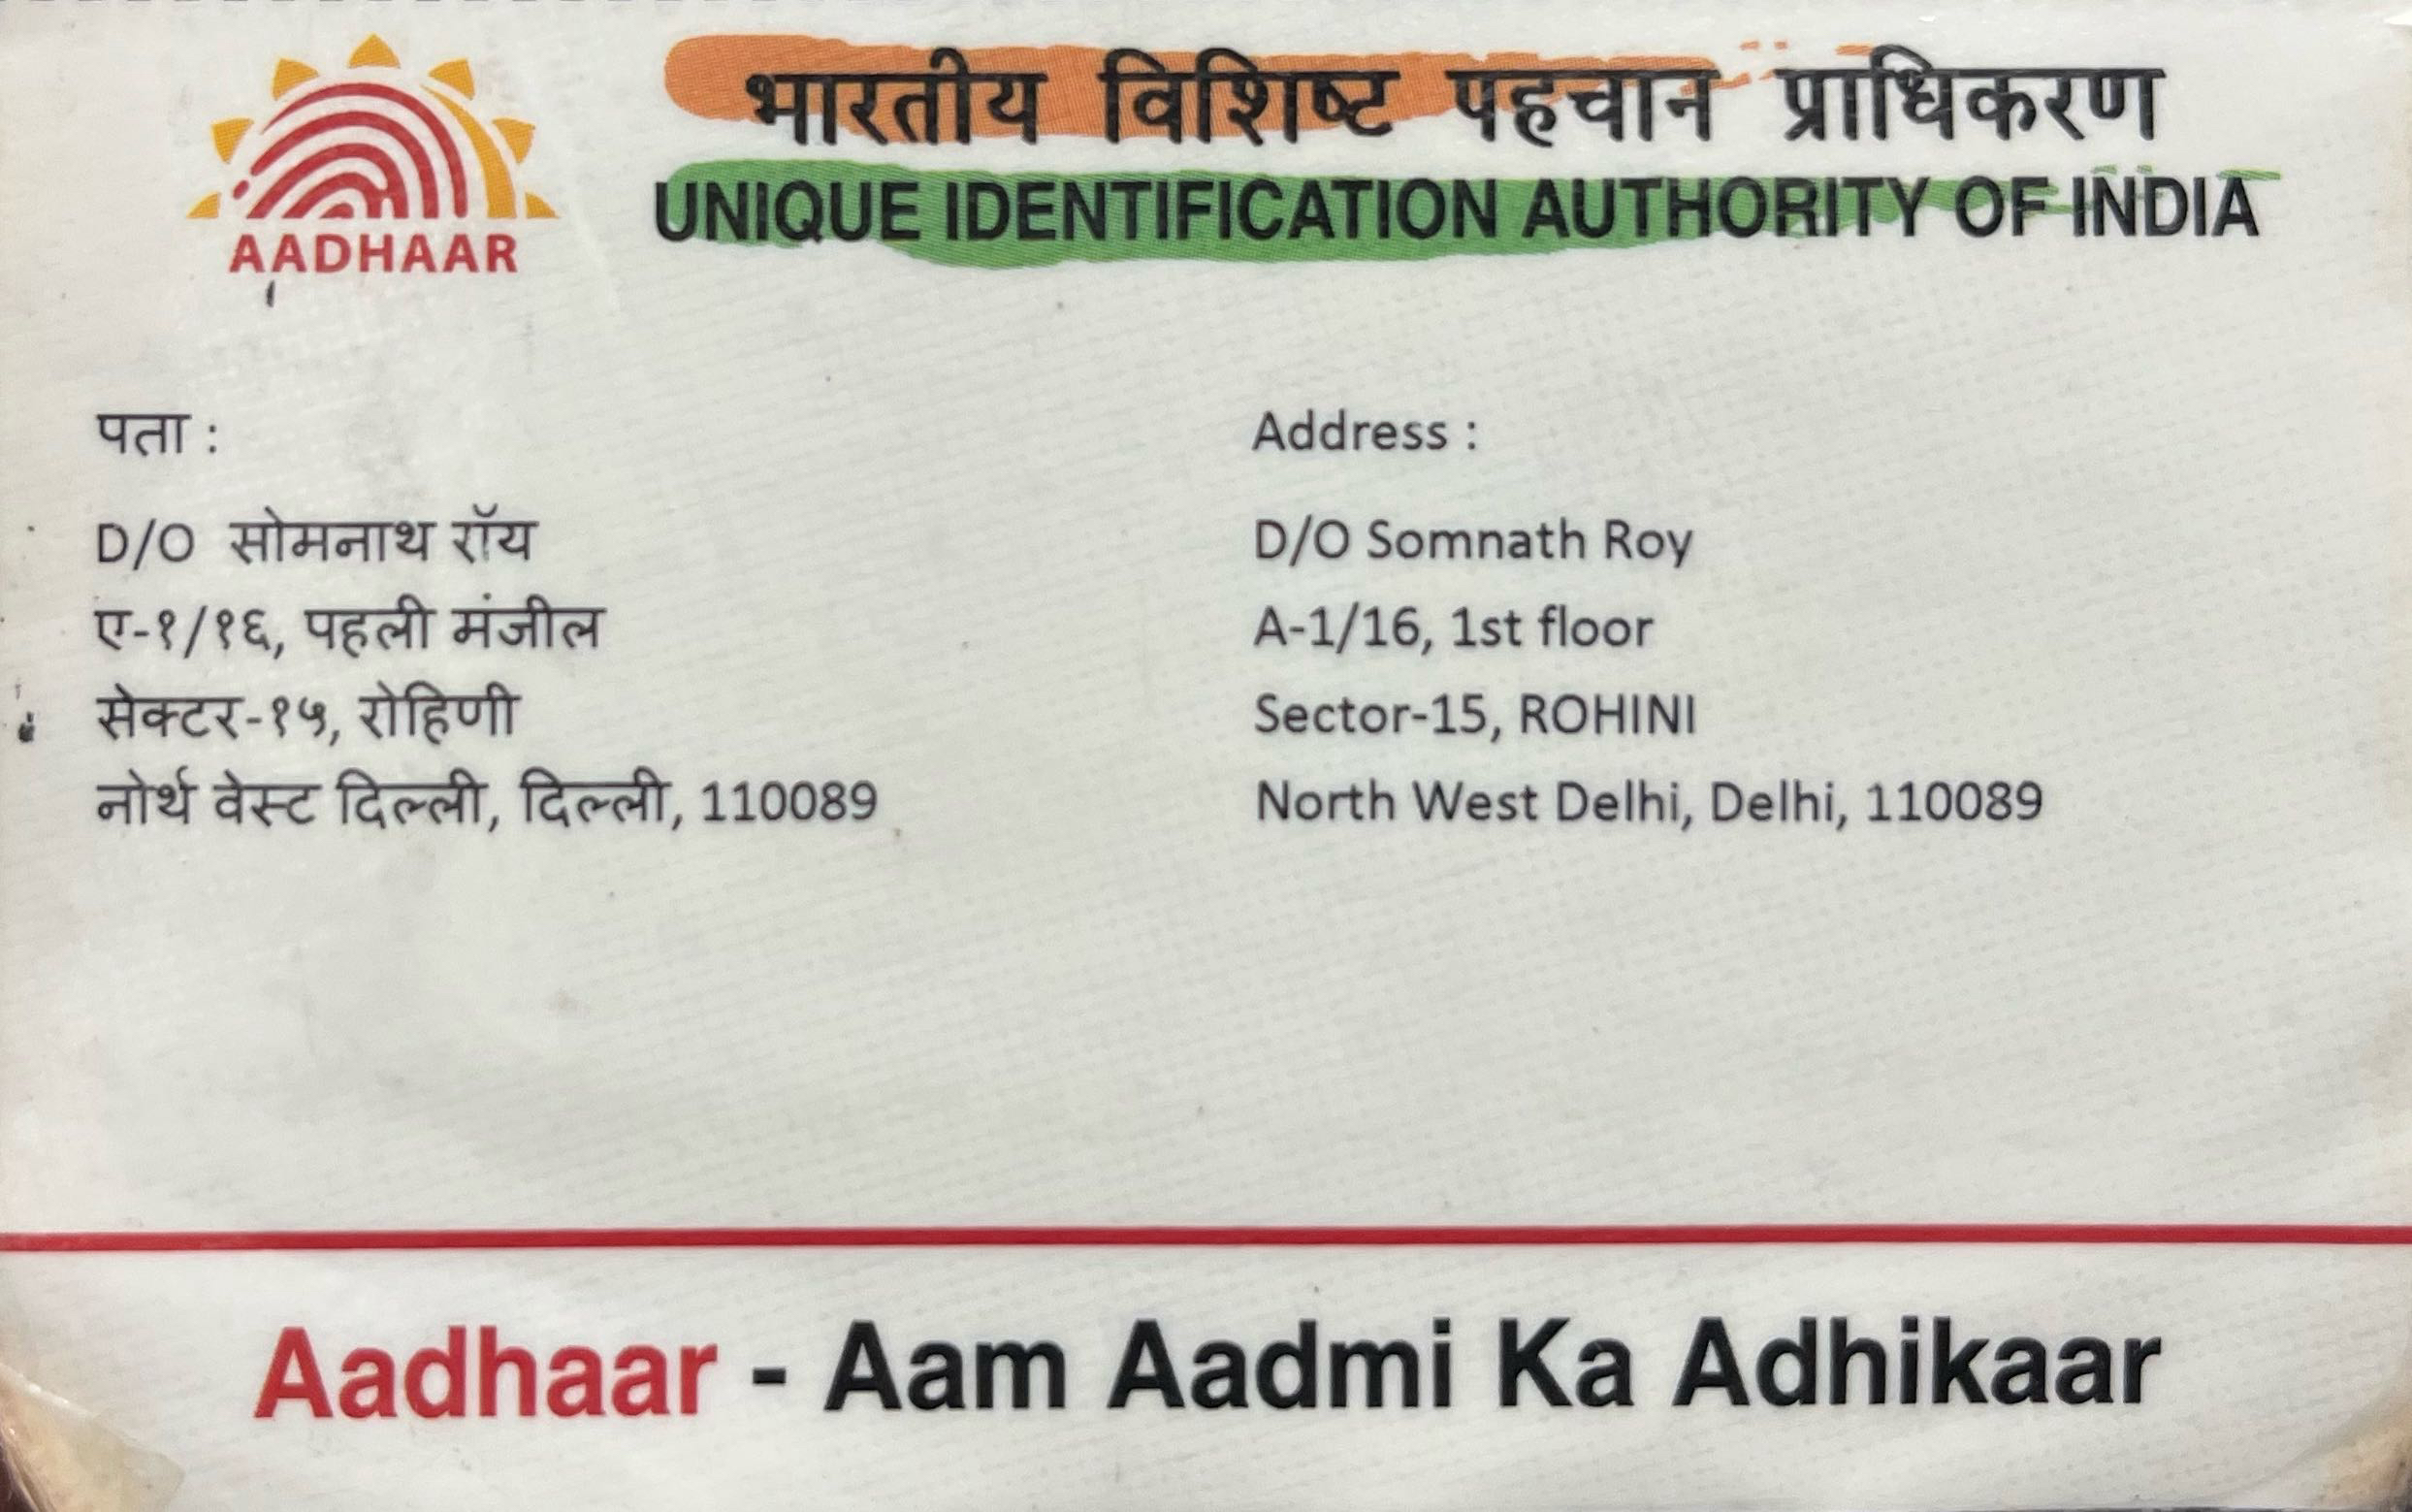 भारतीय विशिष्ट पहचान प्राधिकरण
UNIQUE IDENTIFICATION AUTHORITY OF INDIA
AADHAAR
पता :
D/O सोमनाथ रॉय
ए-१/१६, पहली मंजील
सेक्टर-१५, रोहिणी
नोर्थ वेस्ट दिल्ली, दिल्ली, 110089
Address :
D/O Somnath Roy
A-1/16, 1st floor
Sector-15, ROHINI
North West Delhi, Delhi, 110089
Aadhaar - Aam Aadmi Ka Adhikaar